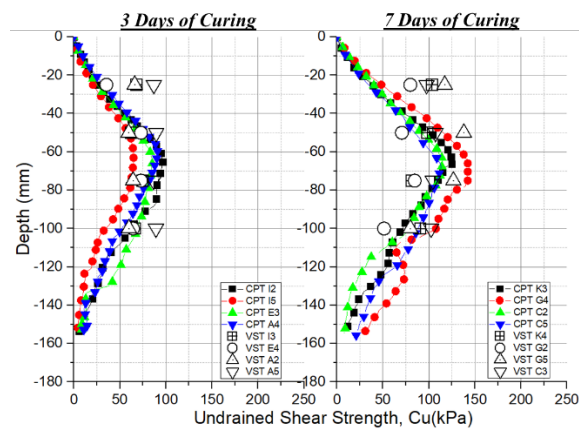 3 Days of Curing
7 Days of Curing
0
-20
-40
-60
-80
-100
-120
-140
-160
-180
Depth (mm)
CPT I2
CPT I5
CPT E3
CPT A4
VST I3
VST E4
VST A2
VST A5
CPT K3
CPT G4
CPT C2
CPT C5
VST K4
VST G2
VST G5
VST C3
0 50 100 150 200 250
0 50 100 150 200 250
Undrained Shear Strength, Cu(kPa)